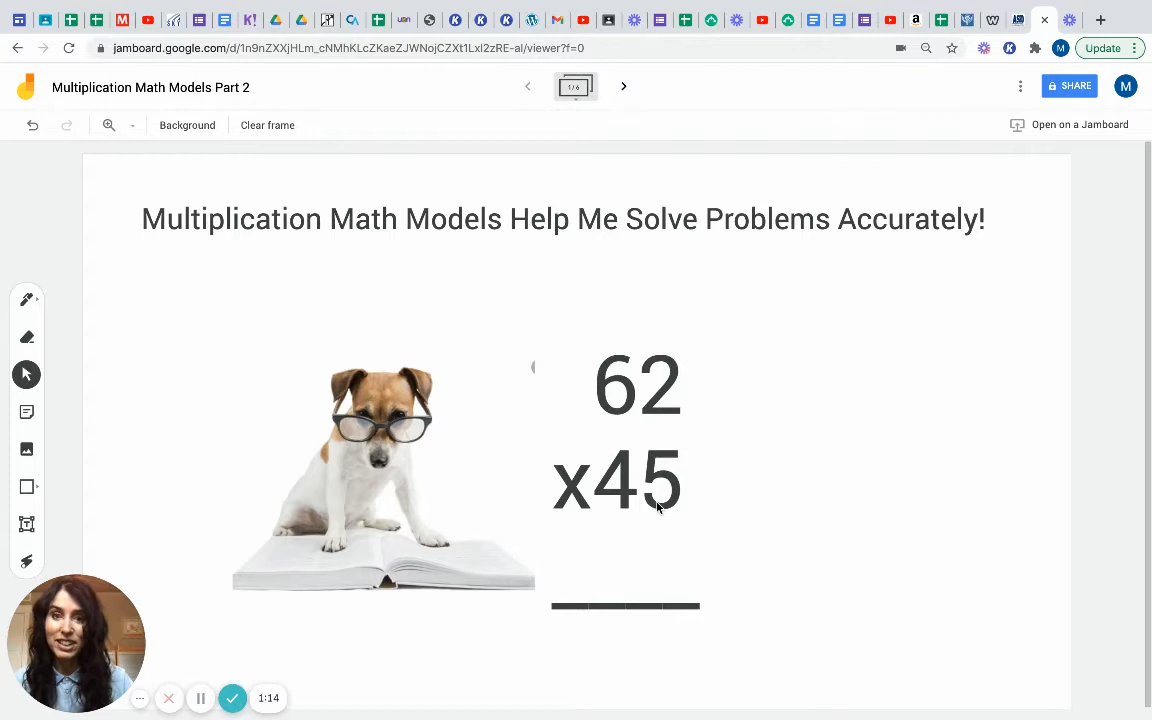 jamboard.google.com/d/1n9nZXXjHLm_cNMhKLcZKaeZJWNojCZXt1Lxl2zRE-al/viewer?f=0
M
Update
Multiplication Math Models Part 2
1/6
SHARE
M
Background
Clear frame
Open on a Jamboard
Multiplication Math Models Help Me Solve Problems Accurately!
62
x45
1:14